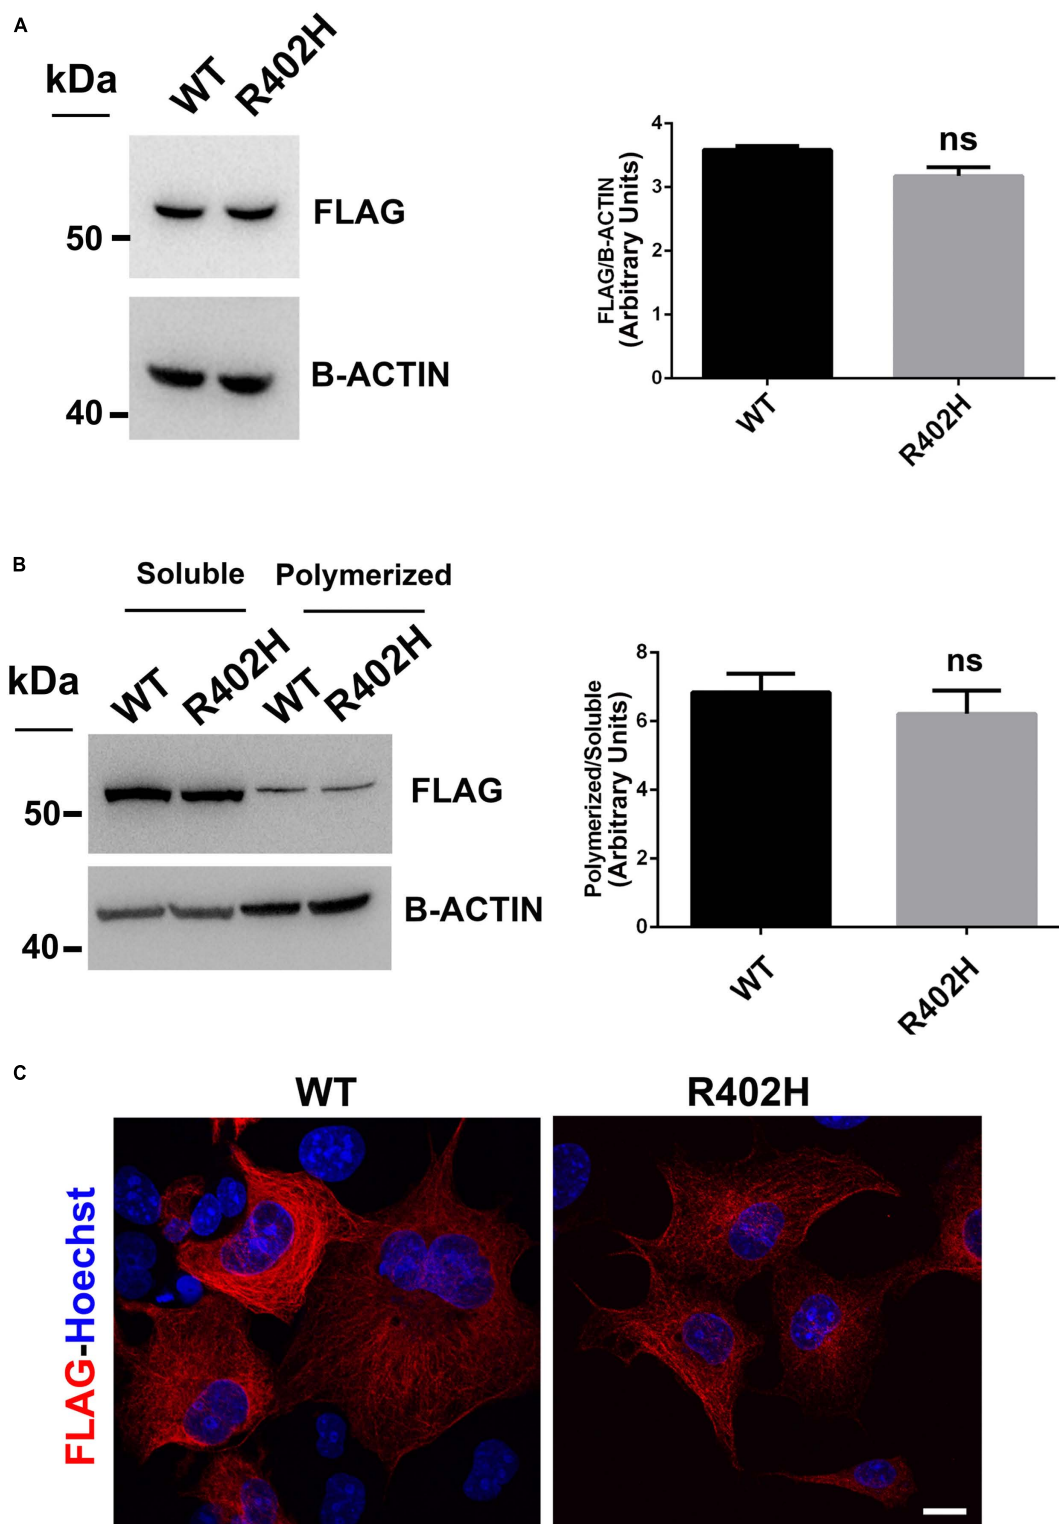 A
kDa
WT
R402H
FLAG
50
B-ACTIN
40
FLAG/B-ACTIN
(Arbitrary Units)
4
3
2
1
0
ns
WT
R402H
B
Soluble
Polymerized
kDa
WT
R402H
WT
R402H
FLAG
50
B-ACTIN
40
Polymerized/Soluble
(Arbitrary Units)
8
6
4
2
0
ns
WT
R402H
C
WT
R402H
FLAG-Hoechst